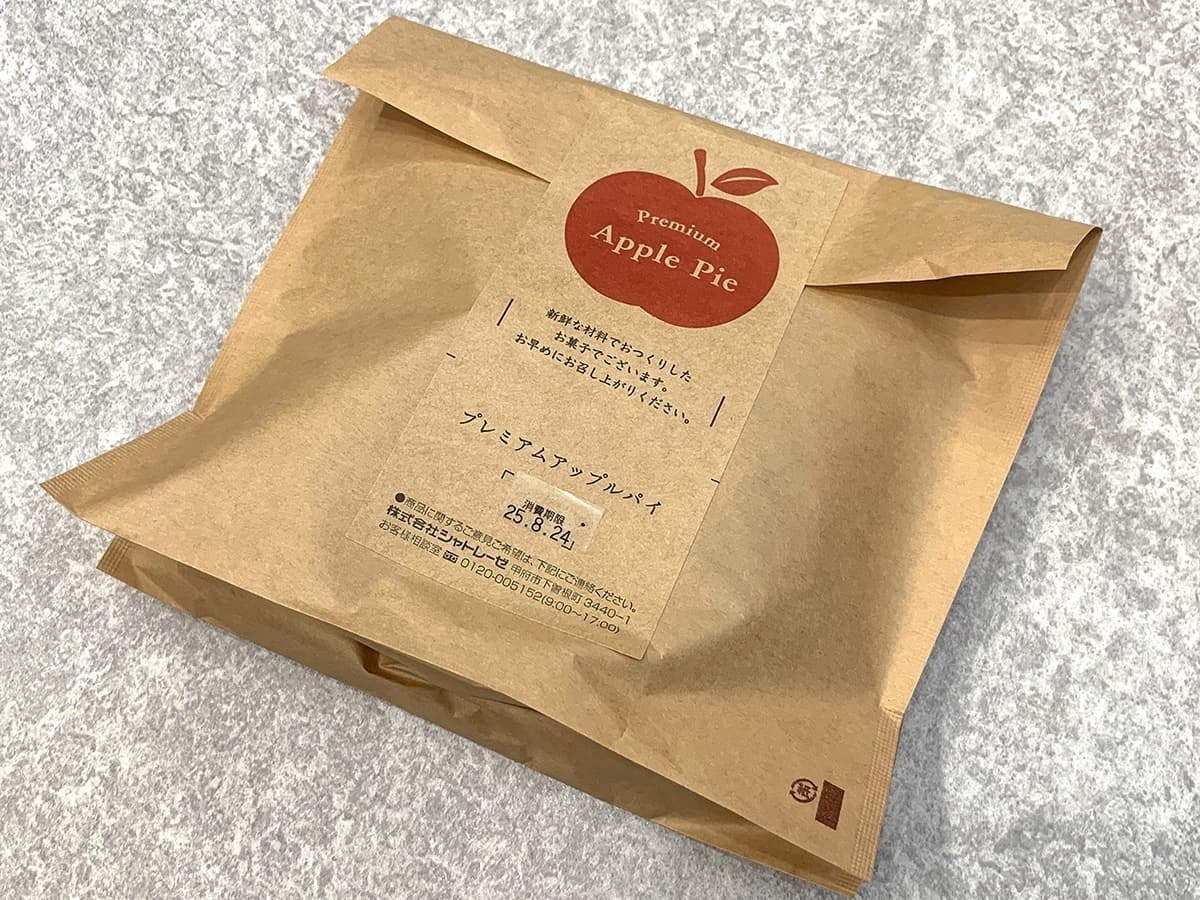 Premium
Apple Pie
新鮮な材料でおつくりした
お菓子でございます。
お早めにお召し上がりください。
プレミアムアップルパイ
「消費期限
25.8.24」
●商品に関するご意見ご希望は、下記にご連絡ください。
株式会社シャトレーゼ 甲府市下曽根町 3440−1
お客様相談室 0120-005152(9:00〜17:00)
紙